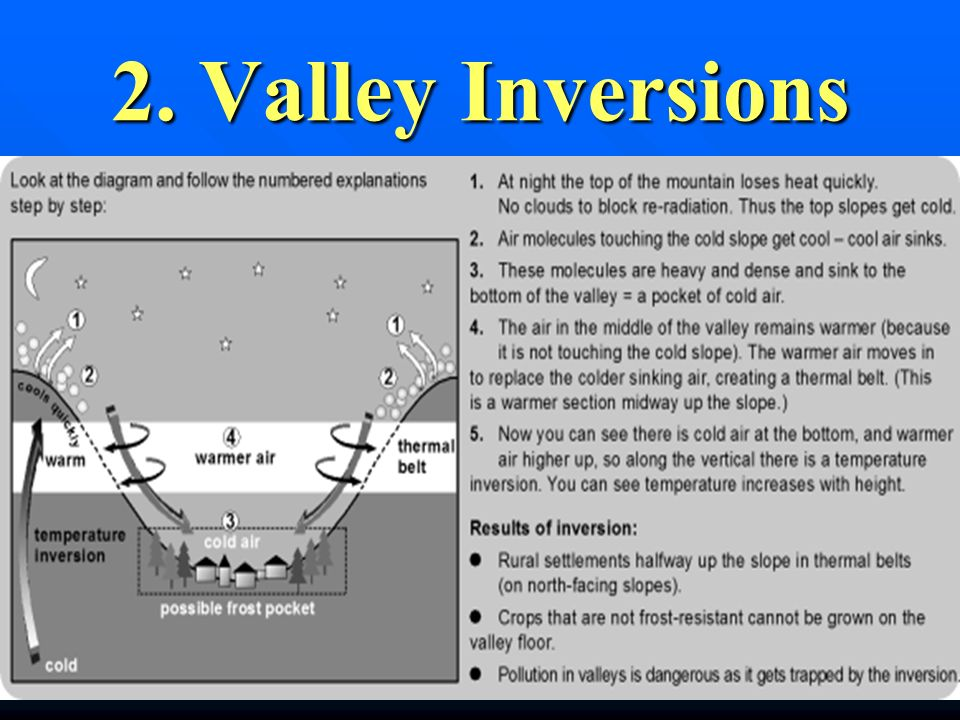 2. Valley Inversions
Look at the diagram and follow the numbered explanations
step by step:
1
1
2
2
cools quickly
warm
4
warmer air
thermal
belt
3
cold air
temperature
inversion
possible frost pocket
cold
1. At night the top of the mountain loses heat quickly.
No clouds to block re-radiation. Thus the top slopes get cold.
2. Air molecules touching the cold slope get cool – cool air sinks.
3. These molecules are heavy and dense and sink to the
bottom of the valley = a pocket of cold air.
4. The air in the middle of the valley remains warmer (because
it is not touching the cold slope). The warmer air moves in
to replace the colder sinking air, creating a thermal belt. (This
is a warmer section midway up the slope.)
5. Now you can see there is cold air at the bottom, and warmer
air higher up, so along the vertical there is a temperature
inversion. You can see temperature increases with height.
Results of inversion:
● Rural settlements halfway up the slope in thermal belts
(on north-facing slopes).
● Crops that are not frost-resistant cannot be grown on the
valley floor.
● Pollution in valleys is dangerous as it gets trapped by the inversion.